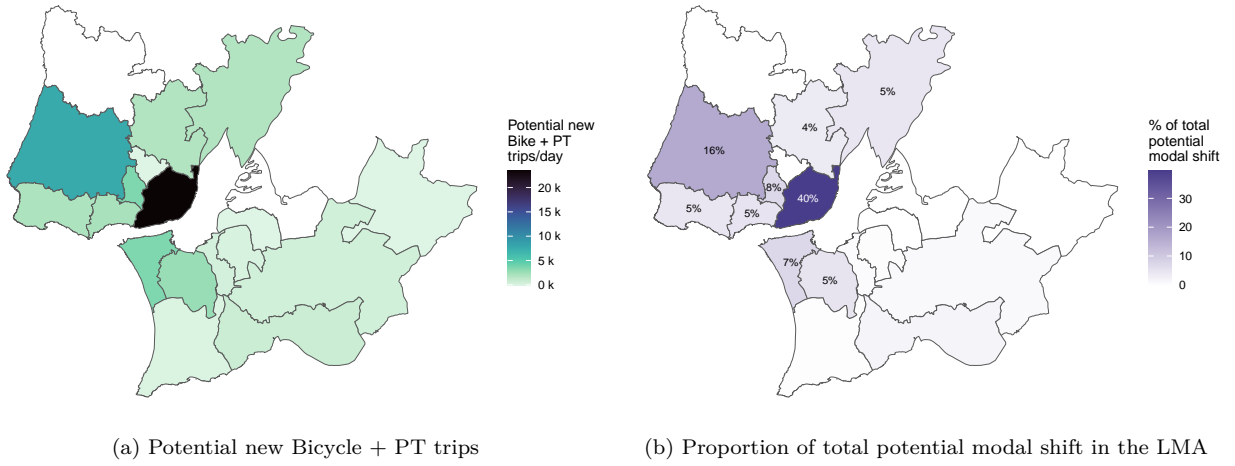 Potential new
Bike + PT
trips/day
20 k
15 k
10 k
5 k
0 k
(a) Potential new Bicycle + PT trips
5%
4%
16%
8%
40%
5%
5%
7%
5%
% of total
potential
modal shift
30
20
10
0
(b) Proportion of total potential modal shift in the LMA